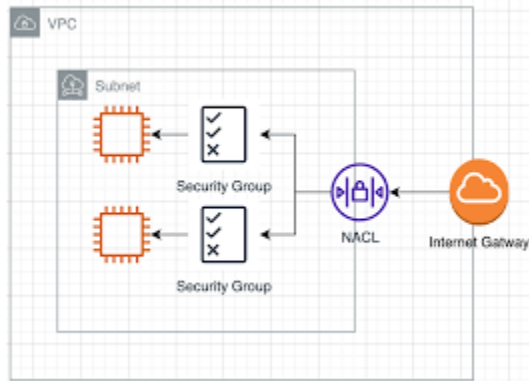 VPC
Subnet
Security Group
NACL
Internet Gatway
Security Group